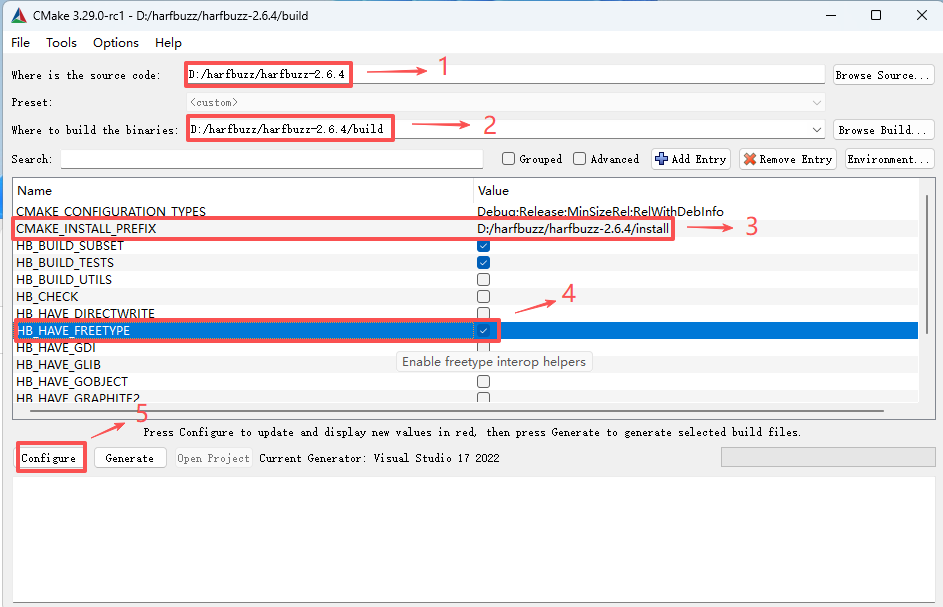 CMake 3.29.0-rc1 - D:/harfbuzz/harfbuzz-2.6.4/build
File Tools Options Help
Where is the source code: D:/harfbuzz/harfbuzz-2.6.4 1 Browse Source...
Preset: <custom>
Where to build the binaries: D:/harfbuzz/harfbuzz-2.6.4/build 2 Browse Build...
Search: Grouped Advanced Add Entry Remove Entry Environment...
Name Value
CMAKE_CONFIGURATION_TYPES Debug;Release;MinSizeRel;RelWithDebInfo
CMAKE_INSTALL_PREFIX D:/harfbuzz/harfbuzz-2.6.4/install 3
HB_BUILD_SUBSET
HB_BUILD_TESTS
HB_BUILD_UTILS
HB_CHECK 4
HB_HAVE_DIRECTWRITE
HB_HAVE_FREETYPE
HB_HAVE_GDI
HB_HAVE_GLIB Enable freetype interop helpers
HB_HAVE_GOBJECT
HB_HAVE_GRAPHITE2
5
Press Configure to update and display new values in red, then press Generate to generate selected build files.
Configure Generate Open Project Current Generator: Visual Studio 17 2022